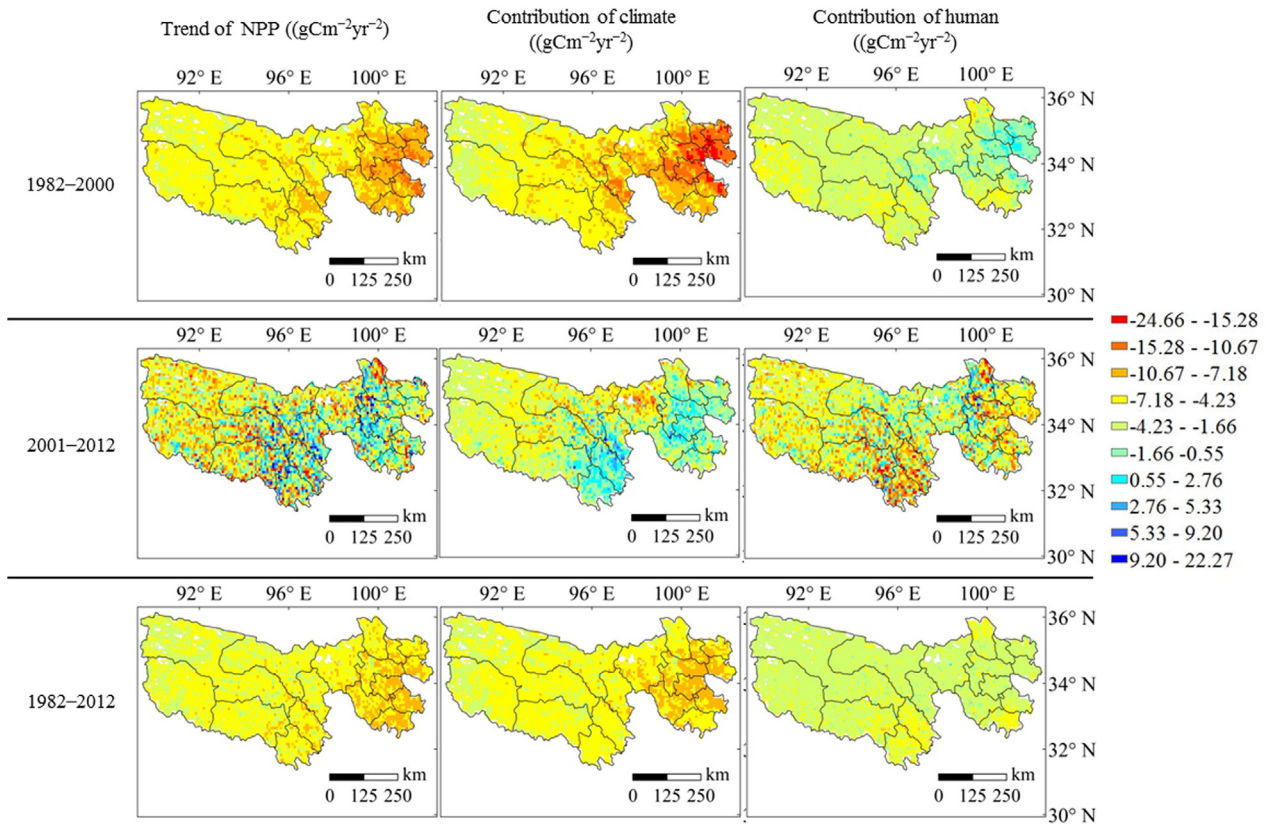 Trend of NPP ((gCm⁻²yr⁻²)
Contribution of climate
((gCm⁻²yr⁻²)
Contribution of human
((gCm⁻²yr⁻²)
92° E 96° E 100° E
92° E 96° E 100° E
92° E 96° E 100° E
36° N
34° N
32° N
30° N
1982–2000
km
0 125 250
km
0 125 250
km
0 125 250
92° E 96° E 100° E
92° E 96° E 100° E
92° E 96° E 100° E
36° N
34° N
32° N
30° N
2001–2012
km
0 125 250
km
0 125 250
km
0 125 250
92° E 96° E 100° E
92° E 96° E 100° E
92° E 96° E 100° E
36° N
34° N
32° N
30° N
1982–2012
km
0 125 250
km
0 125 250
km
0 125 250
-24.66 - -15.28
-15.28 - -10.67
-10.67 - -7.18
-7.18 - -4.23
-4.23 - -1.66
-1.66 -0.55
0.55 - 2.76
2.76 - 5.33
5.33 - 9.20
9.20 - 22.27